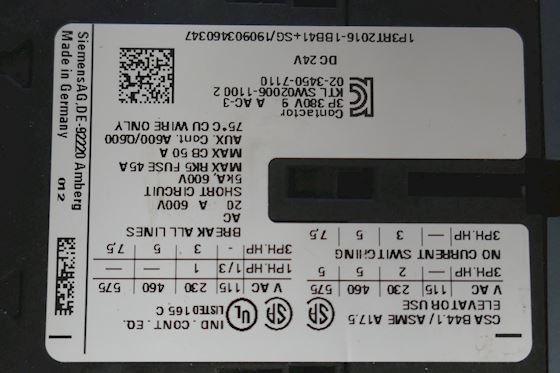 CSA B44.1/ ASME A17.5
ELEVATOR USE
V AC | 115 | 230 | 460 | 575
3PH.HP | — | 2 | 5 | 5
NO CURRENT SWITCHING
3PH.HP | — | 3 | 5 | 7,5
SA
SA
UL
IND. CONT. EQ.
LISTED 165 C
V AC | 115 | 230 | 460 | 575
1PH.HP | 1/3 | 1 | — | —
3PH.HP | - | 3 | 5 | 7,5
BREAK ALL LINES
AC
20 A 600V
SHORT CIRCUIT
5kA, 600V
MAX RK5 FUSE 45A
MAX CB 50 A
AUX. Cont. A600/Q600
75°C CU WIRE ONLY
Contactor
3P 380V 9 A AC-3
KTL SW02006-1100 2
02-3450-7110
DC 24V
1P3RT2016-1BB41+SG/190903460347
SiemensAG,DE-92220 Amberg
Made in Germany 012